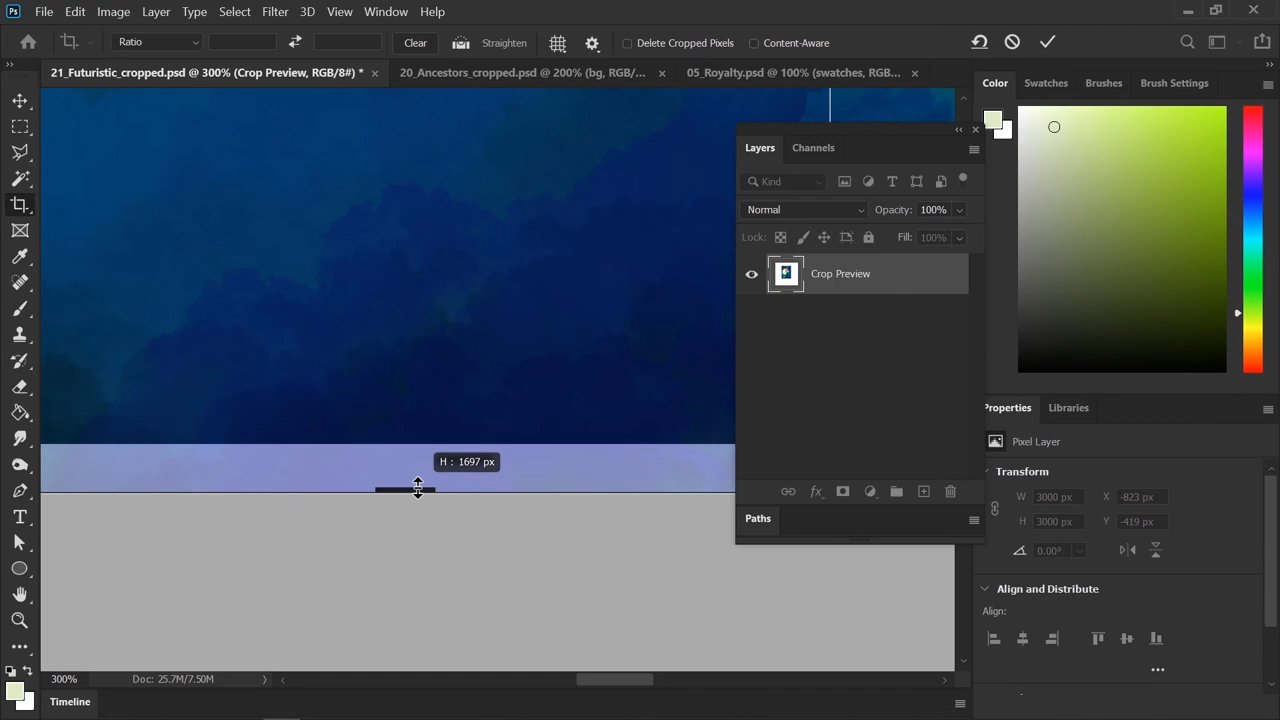 Ps File Edit Image Layer Type Select Filter 3D View Window Help
Ratio Clear Straighten Delete Cropped Pixels Content-Aware
21_Futuristic_cropped.psd @ 300% (Crop Preview, RGB/8#) * × 20_Ancestors_cropped.psd @ 200% (bg, RGB/... × 05_Royalty.psd @ 100% (swatches, RGB... ×
Color Swatches Brushes Brush Settings
Layers Channels
Kind
Normal Opacity: 100%
Lock: Fill: 100%
Crop Preview
H : 1697 px
fx
Paths
Properties Libraries
Pixel Layer
Transform
W 3000 px X -823 px
H 3000 px Y -419 px
0.00°
Align and Distribute
Align:
300% Doc: 25.7M/7.50M
Timeline